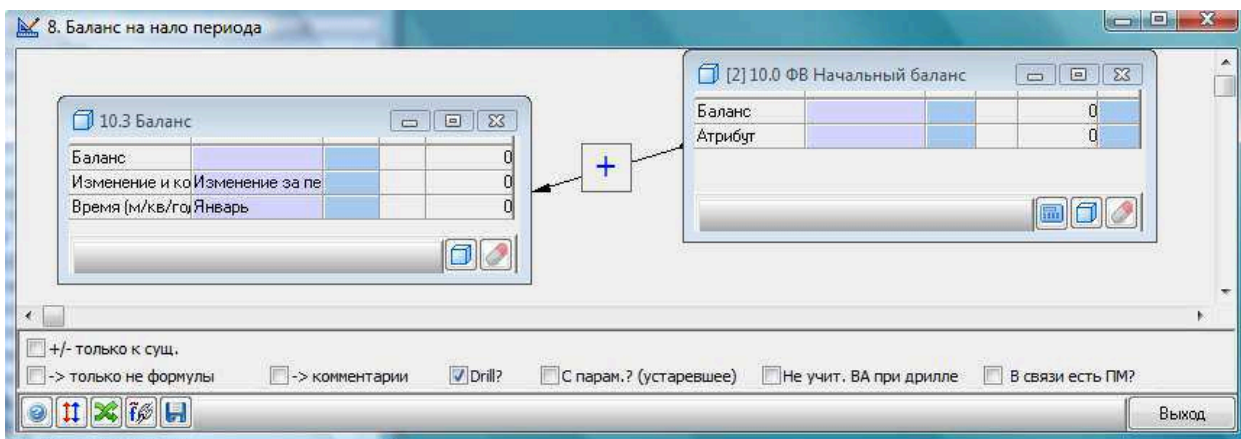 8. Баланс на нало периода
[2] 10.0 ФВ Начальный баланс
10.3 Баланс
Баланс 0
Атрибут 0
Баланс 0
Изменение и ко Изменение за пе 0
Время (м/кв/го Январь 0
+
+/- только к сущ.
-> только не формулы -> комментарии Drill? С парам.? (устаревшее) Не учит. ВА при дрилле В связи есть ПМ?
Выход